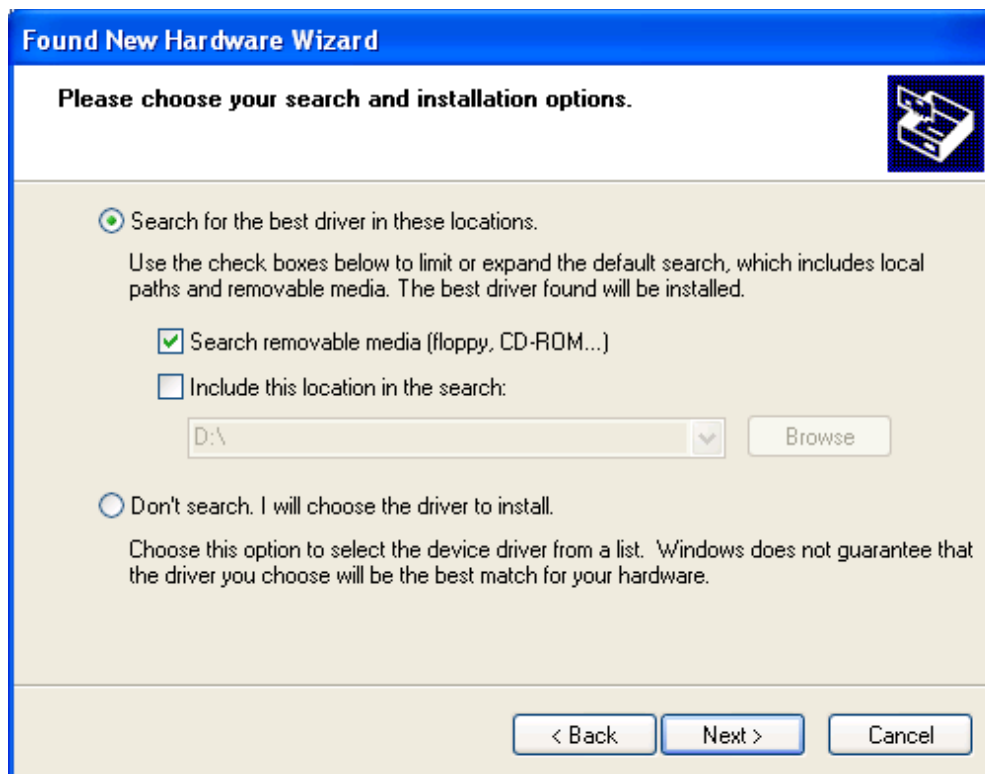 Found New Hardware Wizard
Please choose your search and installation options.
Search for the best driver in these locations.
Use the check boxes below to limit or expand the default search, which includes local
paths and removable media. The best driver found will be installed.
Search removable media (floppy, CD-ROM...)
Include this location in the search:
D:\
Browse
Don't search. I will choose the driver to install.
Choose this option to select the device driver from a list.  Windows does not guarantee that
the driver you choose will be the best match for your hardware.
< Back
Next >
Cancel